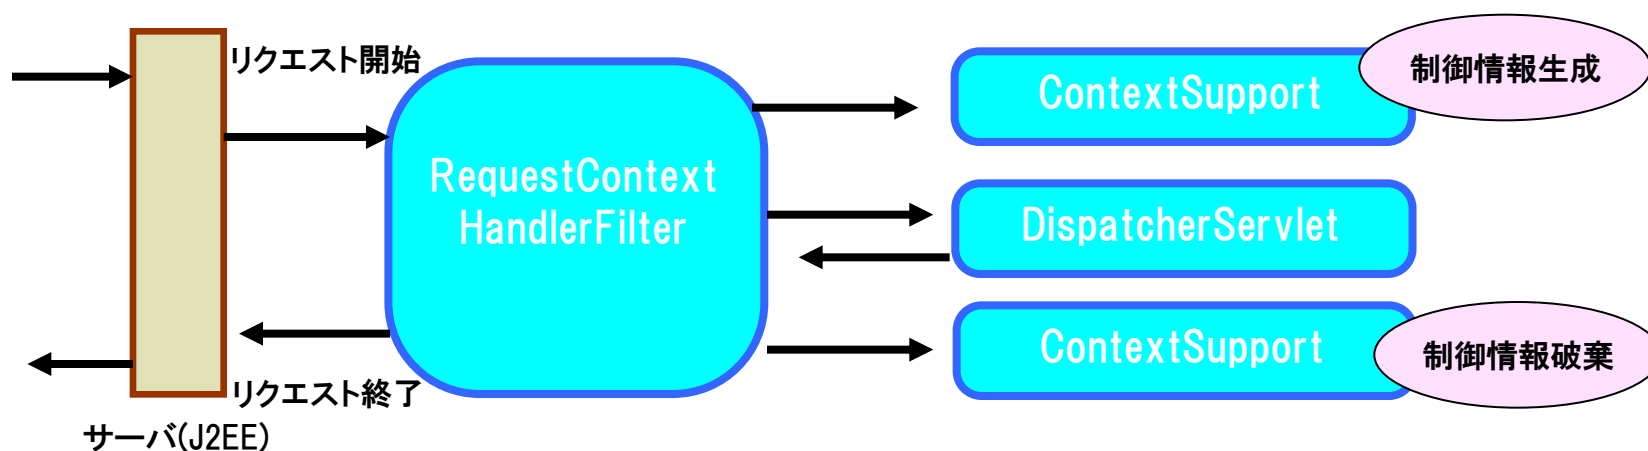 リクエスト開始
RequestContext
HandlerFilter
リクエスト終了
サーバ(J2EE)
ContextSupport
制御情報生成
DispatcherServlet
ContextSupport
制御情報破棄